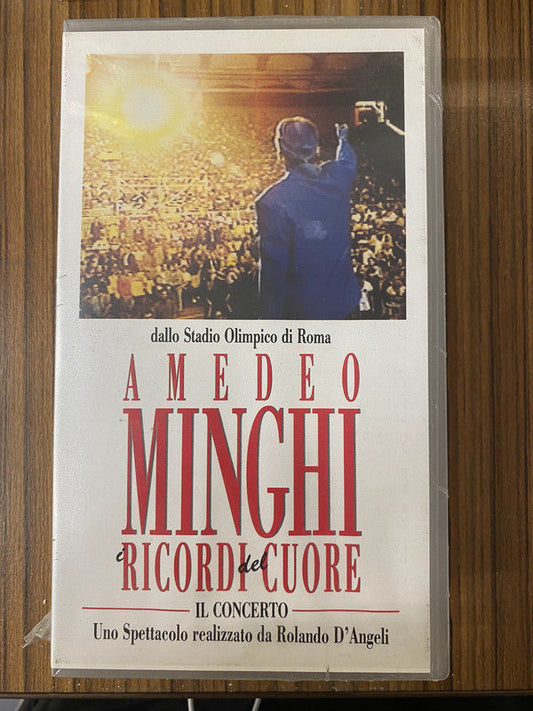 dallo Stadio Olimpico di Roma
AMEDEO
MINGHI
i RICORDI del CUORE
IL CONCERTO
Uno Spettacolo realizzato da Rolando D'Angeli